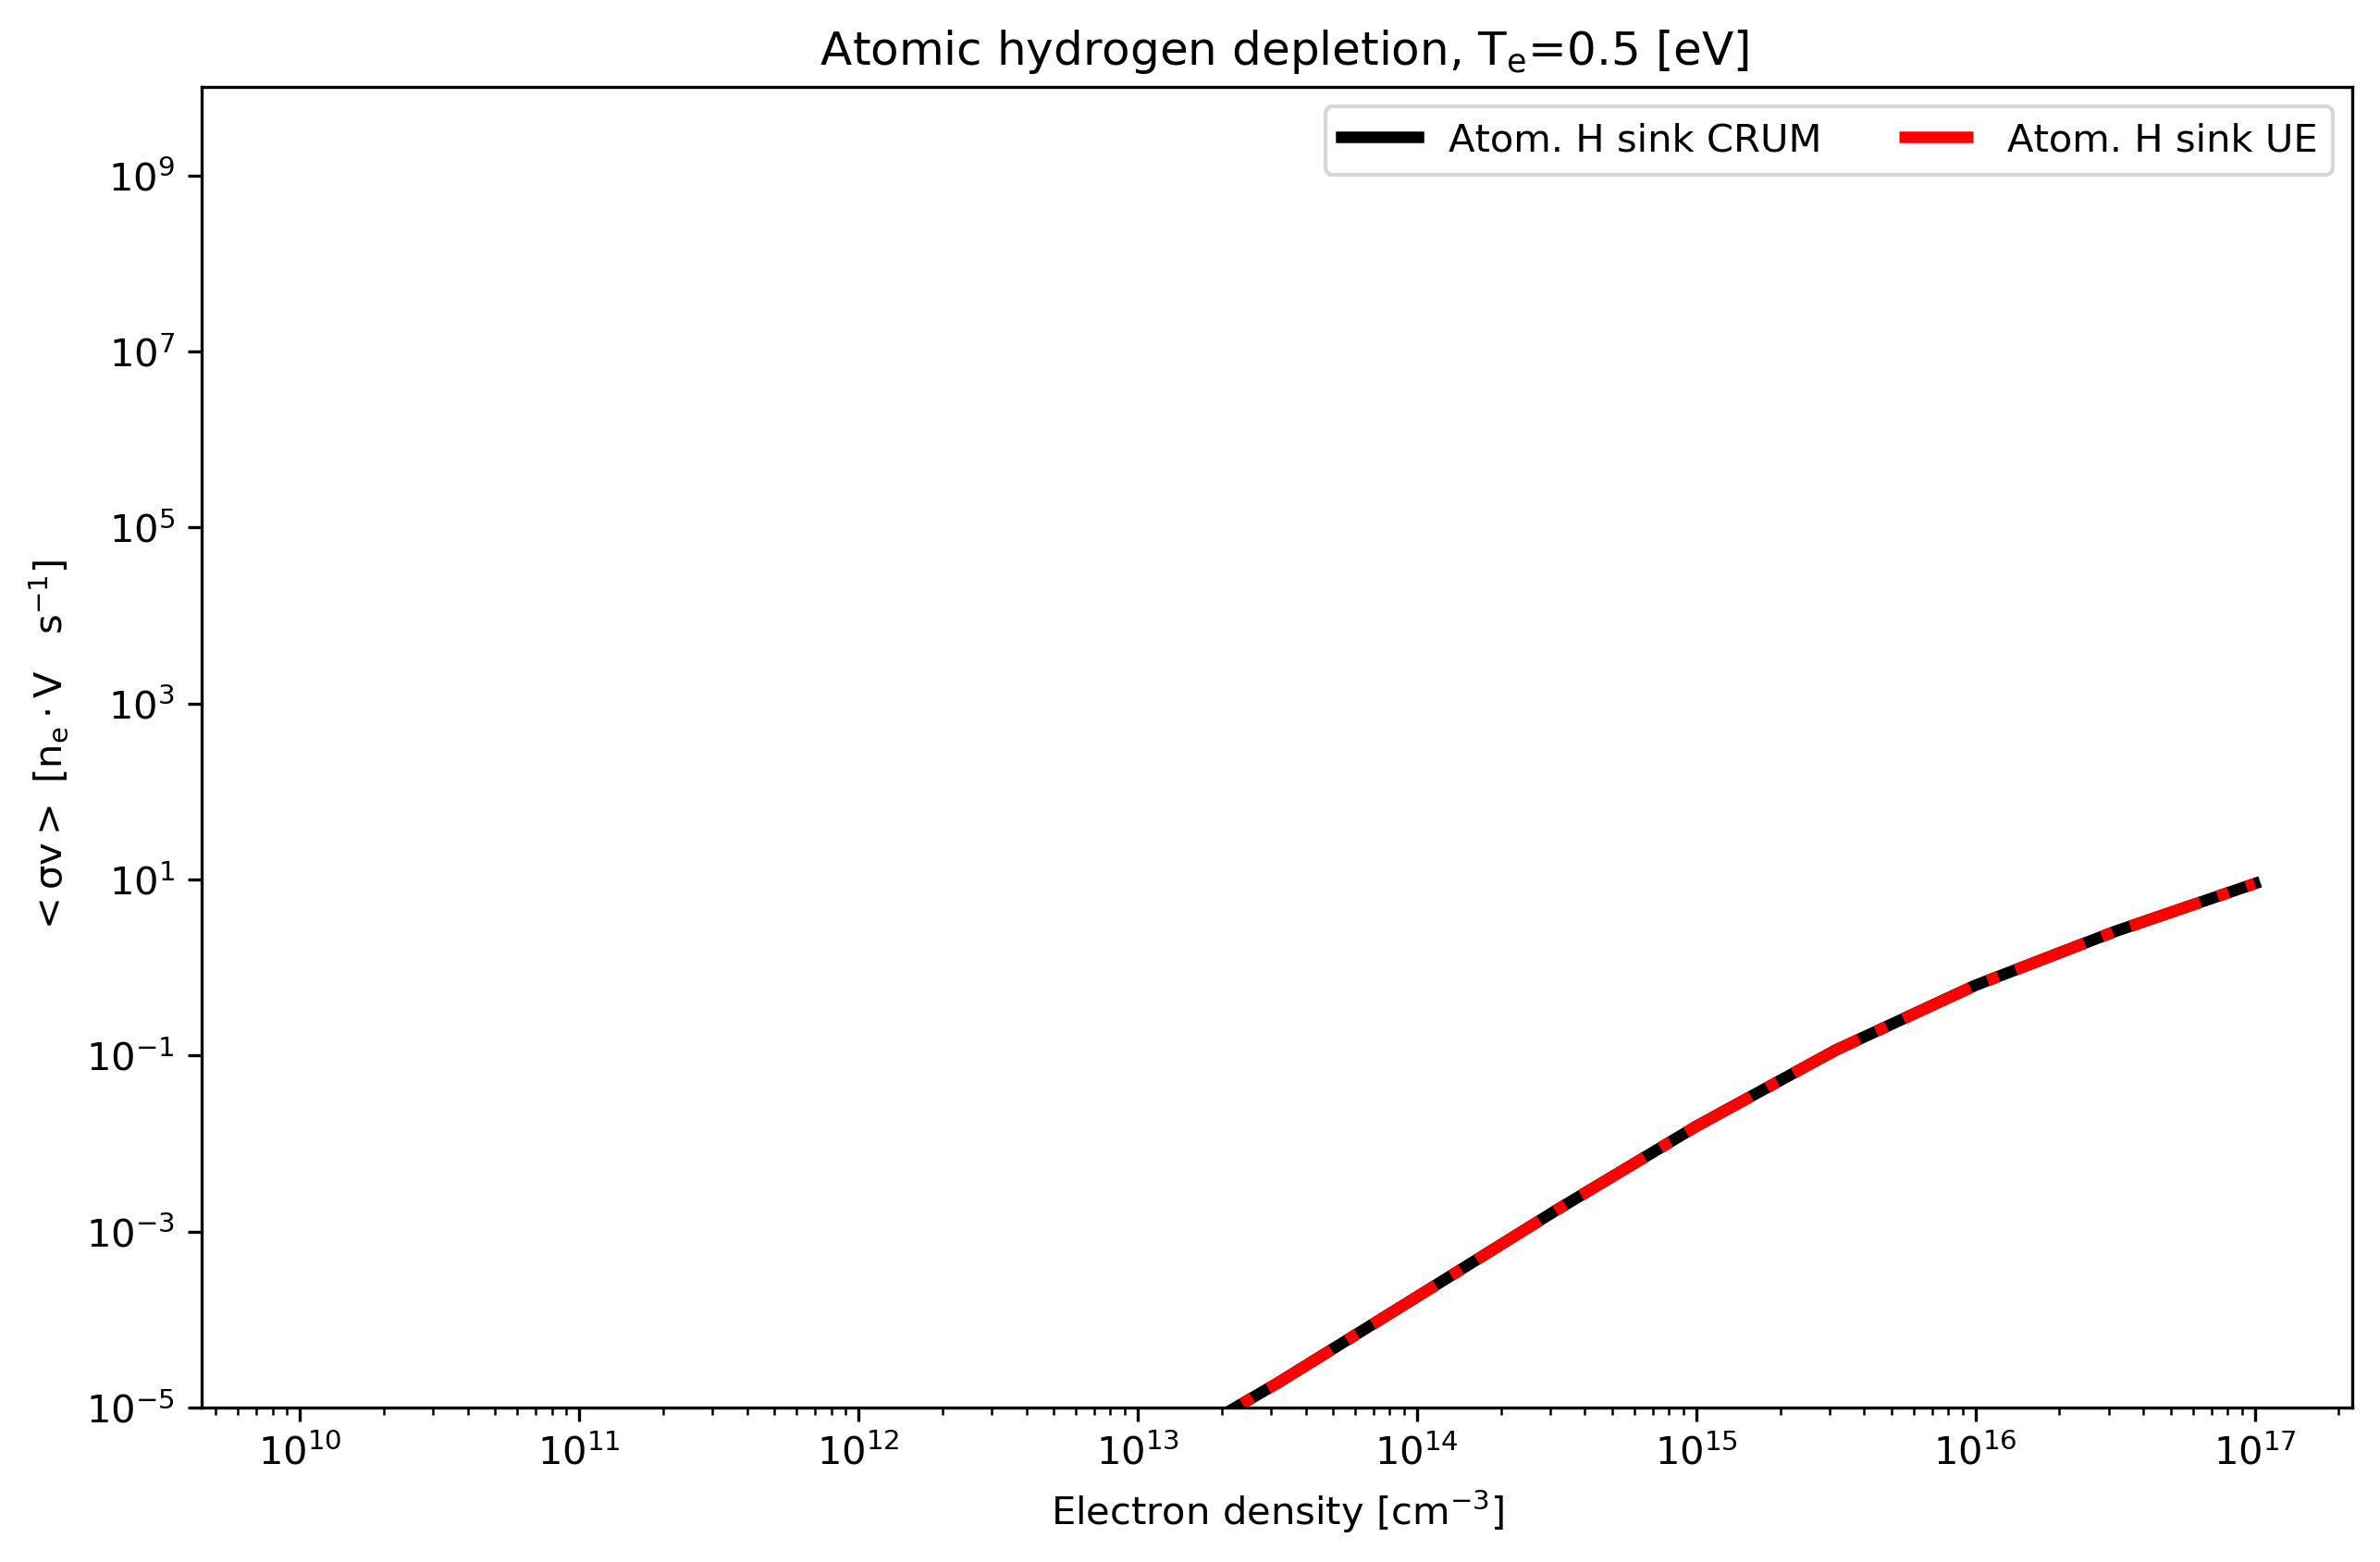 Atomic hydrogen depletion, Tₑ=0.5 [eV]
Atom. H sink CRUM
Atom. H sink UE
<σv> [nₑ·V s⁻¹]
10⁹
10⁷
10⁵
10³
10¹
10⁻¹
10⁻³
10⁻⁵
10¹⁰ 10¹¹ 10¹² 10¹³ 10¹⁴ 10¹⁵ 10¹⁶ 10¹⁷
Electron density [cm⁻³]